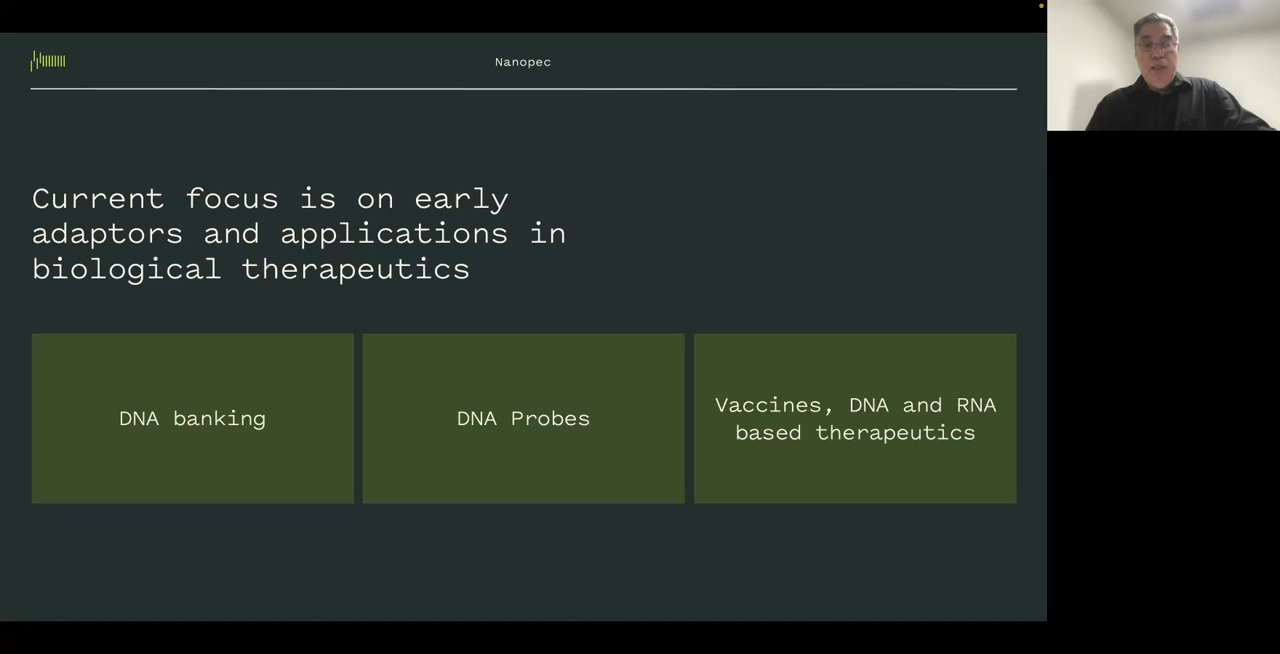 Nanopec
Current focus is on early
adaptors and applications in
biological therapeutics
DNA banking
DNA Probes
Vaccines, DNA and RNA
based therapeutics